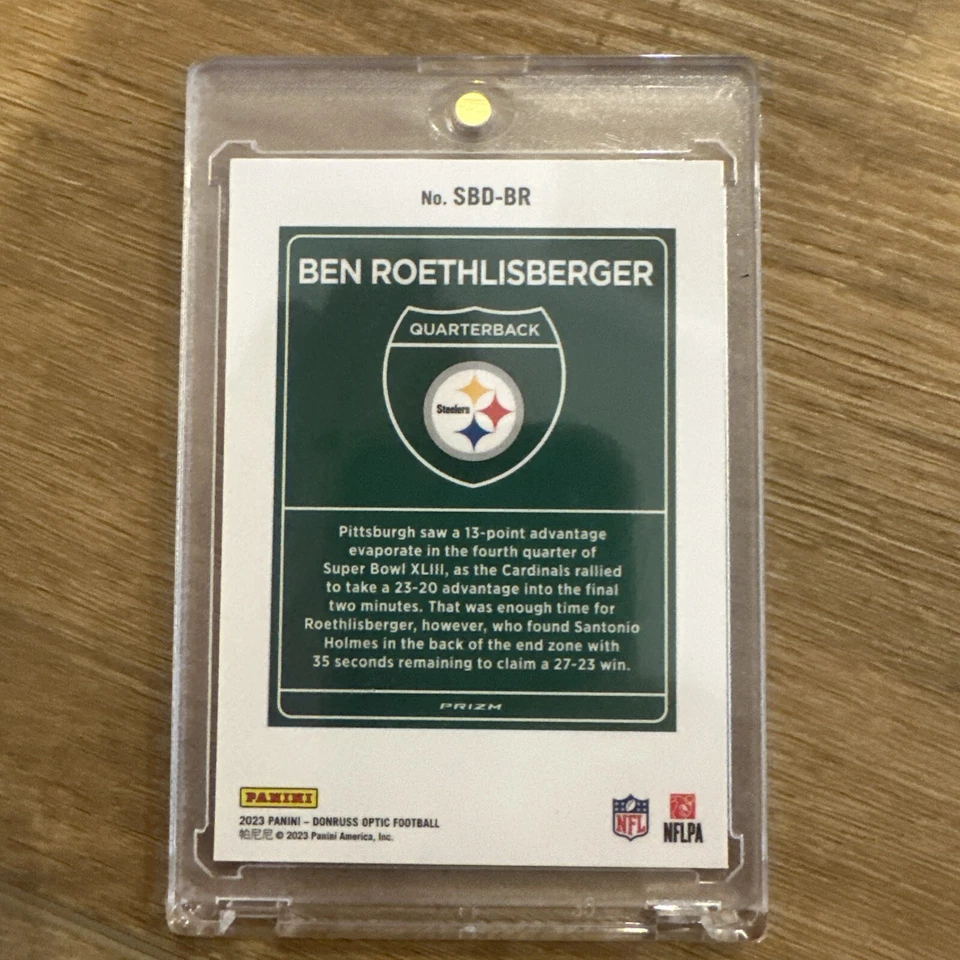 No. SBD-BR
BEN ROETHLISBERGER
QUARTERBACK
Steelers
Pittsburgh saw a 13-point advantage
evaporate in the fourth quarter of
Super Bowl XLIII, as the Cardinals rallied
to take a 23-20 advantage into the final
two minutes. That was enough time for
Roethlisberger, however, who found Santonio
Holmes in the back of the end zone with
35 seconds remaining to claim a 27-23 win.
PRIZM
PANINI
2023 PANINI – DONRUSS OPTIC FOOTBALL
帕尼尼 © 2023 Panini America, Inc.
NFL
NFLPA